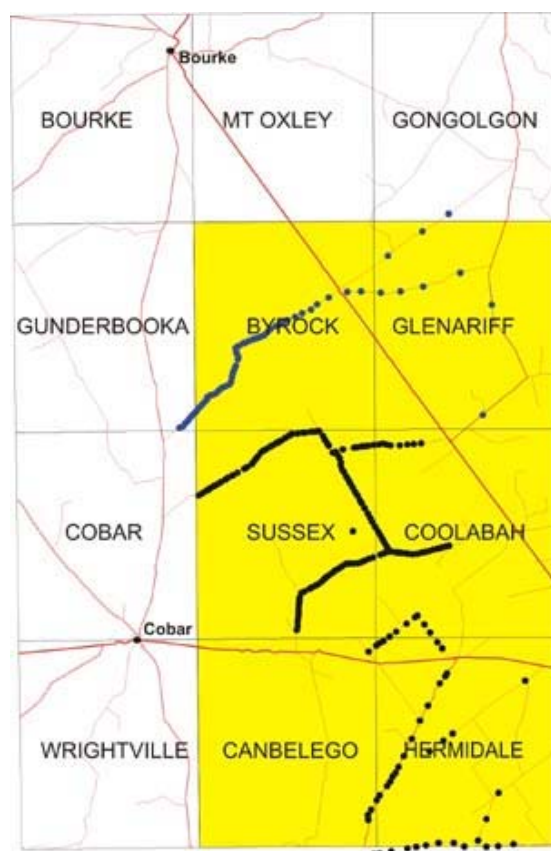 Bourke
BOURKE MT OXLEY GONGOLGON
GUNDERBOOKA BYROCK GLENARIFF
COBAR SUSSEX COOLABAH
Cobar
WRIGHTVILLE CANBELEGO HERMIDALE